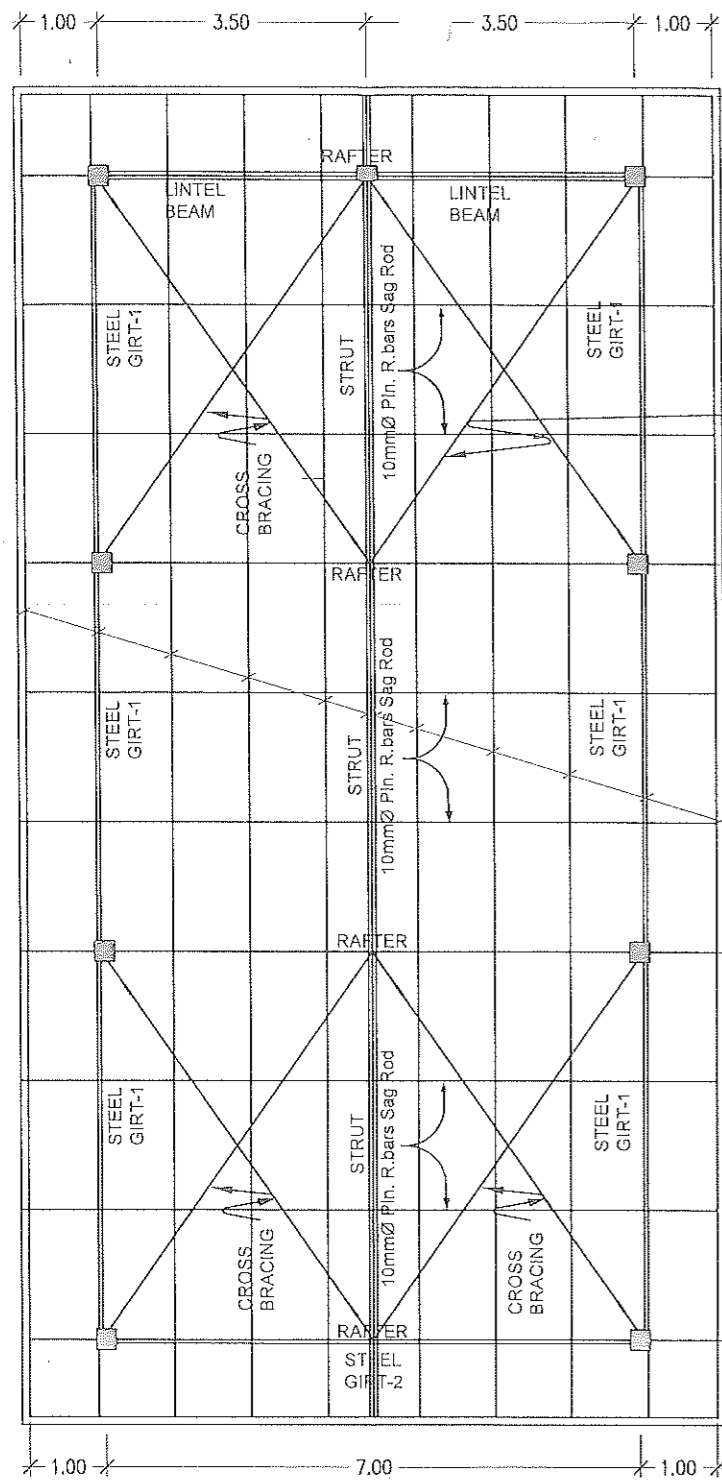 1.00 3.50 3.50 1.00
RAFTER
LINTEL
BEAM
LINTEL
BEAM
STEEL
GIRT-1
STRUT
10mmØ Pln. R.bars Sag Rod
STEEL
GIRT-1
CROSS
BRACING
RAFTER
STEEL
GIRT-1
STRUT
10mmØ Pln. R.bars Sag Rod
STEEL
GIRT-1
RAFTER
STEEL
GIRT-1
STRUT
10mmØ Pln. R.bars Sag Rod
STEEL
GIRT-1
CROSS
BRACING
CROSS
BRACING
RAFTER
STEEL
GIRT-2
1.00 7.00 1.00